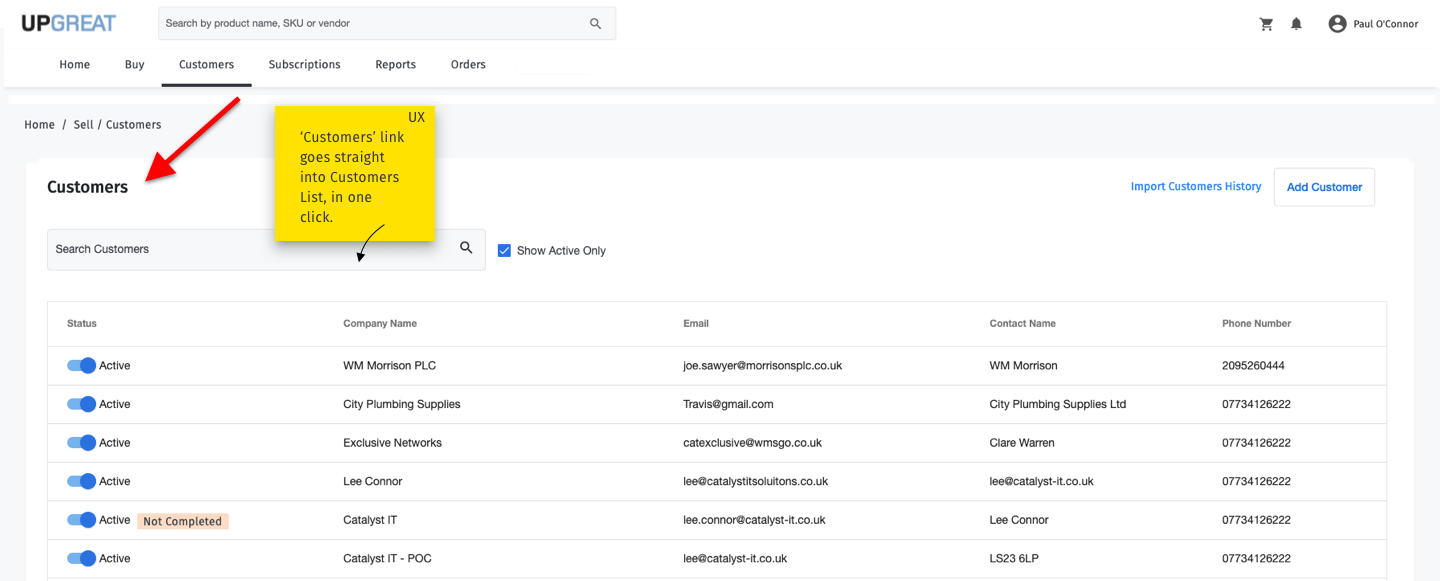 UPGREAT
Search by product name, SKU or vendor
Paul O'Connor
Home Buy Customers Subscriptions Reports Orders
Home / Sell / Customers
UX
‘Customers’ link
goes straight
into Customers
List, in one
click.
Customers
Import Customers History
Add Customer
Search Customers
Show Active Only
Status Company Name Email Contact Name Phone Number
Active WM Morrison PLC joe.sawyer@morrisonsplc.co.uk WM Morrison 2095260444
Active City Plumbing Supplies Travis@gmail.com City Plumbing Supplies Ltd 07734126222
Active Exclusive Networks catexclusive@wmsgo.co.uk Clare Warren 07734126222
Active Lee Connor lee@catalystitsoluitons.co.uk lee@catalyst-it.co.uk 07734126222
Active Not Completed Catalyst IT lee.connor@catalyst-it.co.uk Lee Connor 07734126222
Active Catalyst IT - POC lee@catalyst-it.co.uk LS23 6LP 07734126222